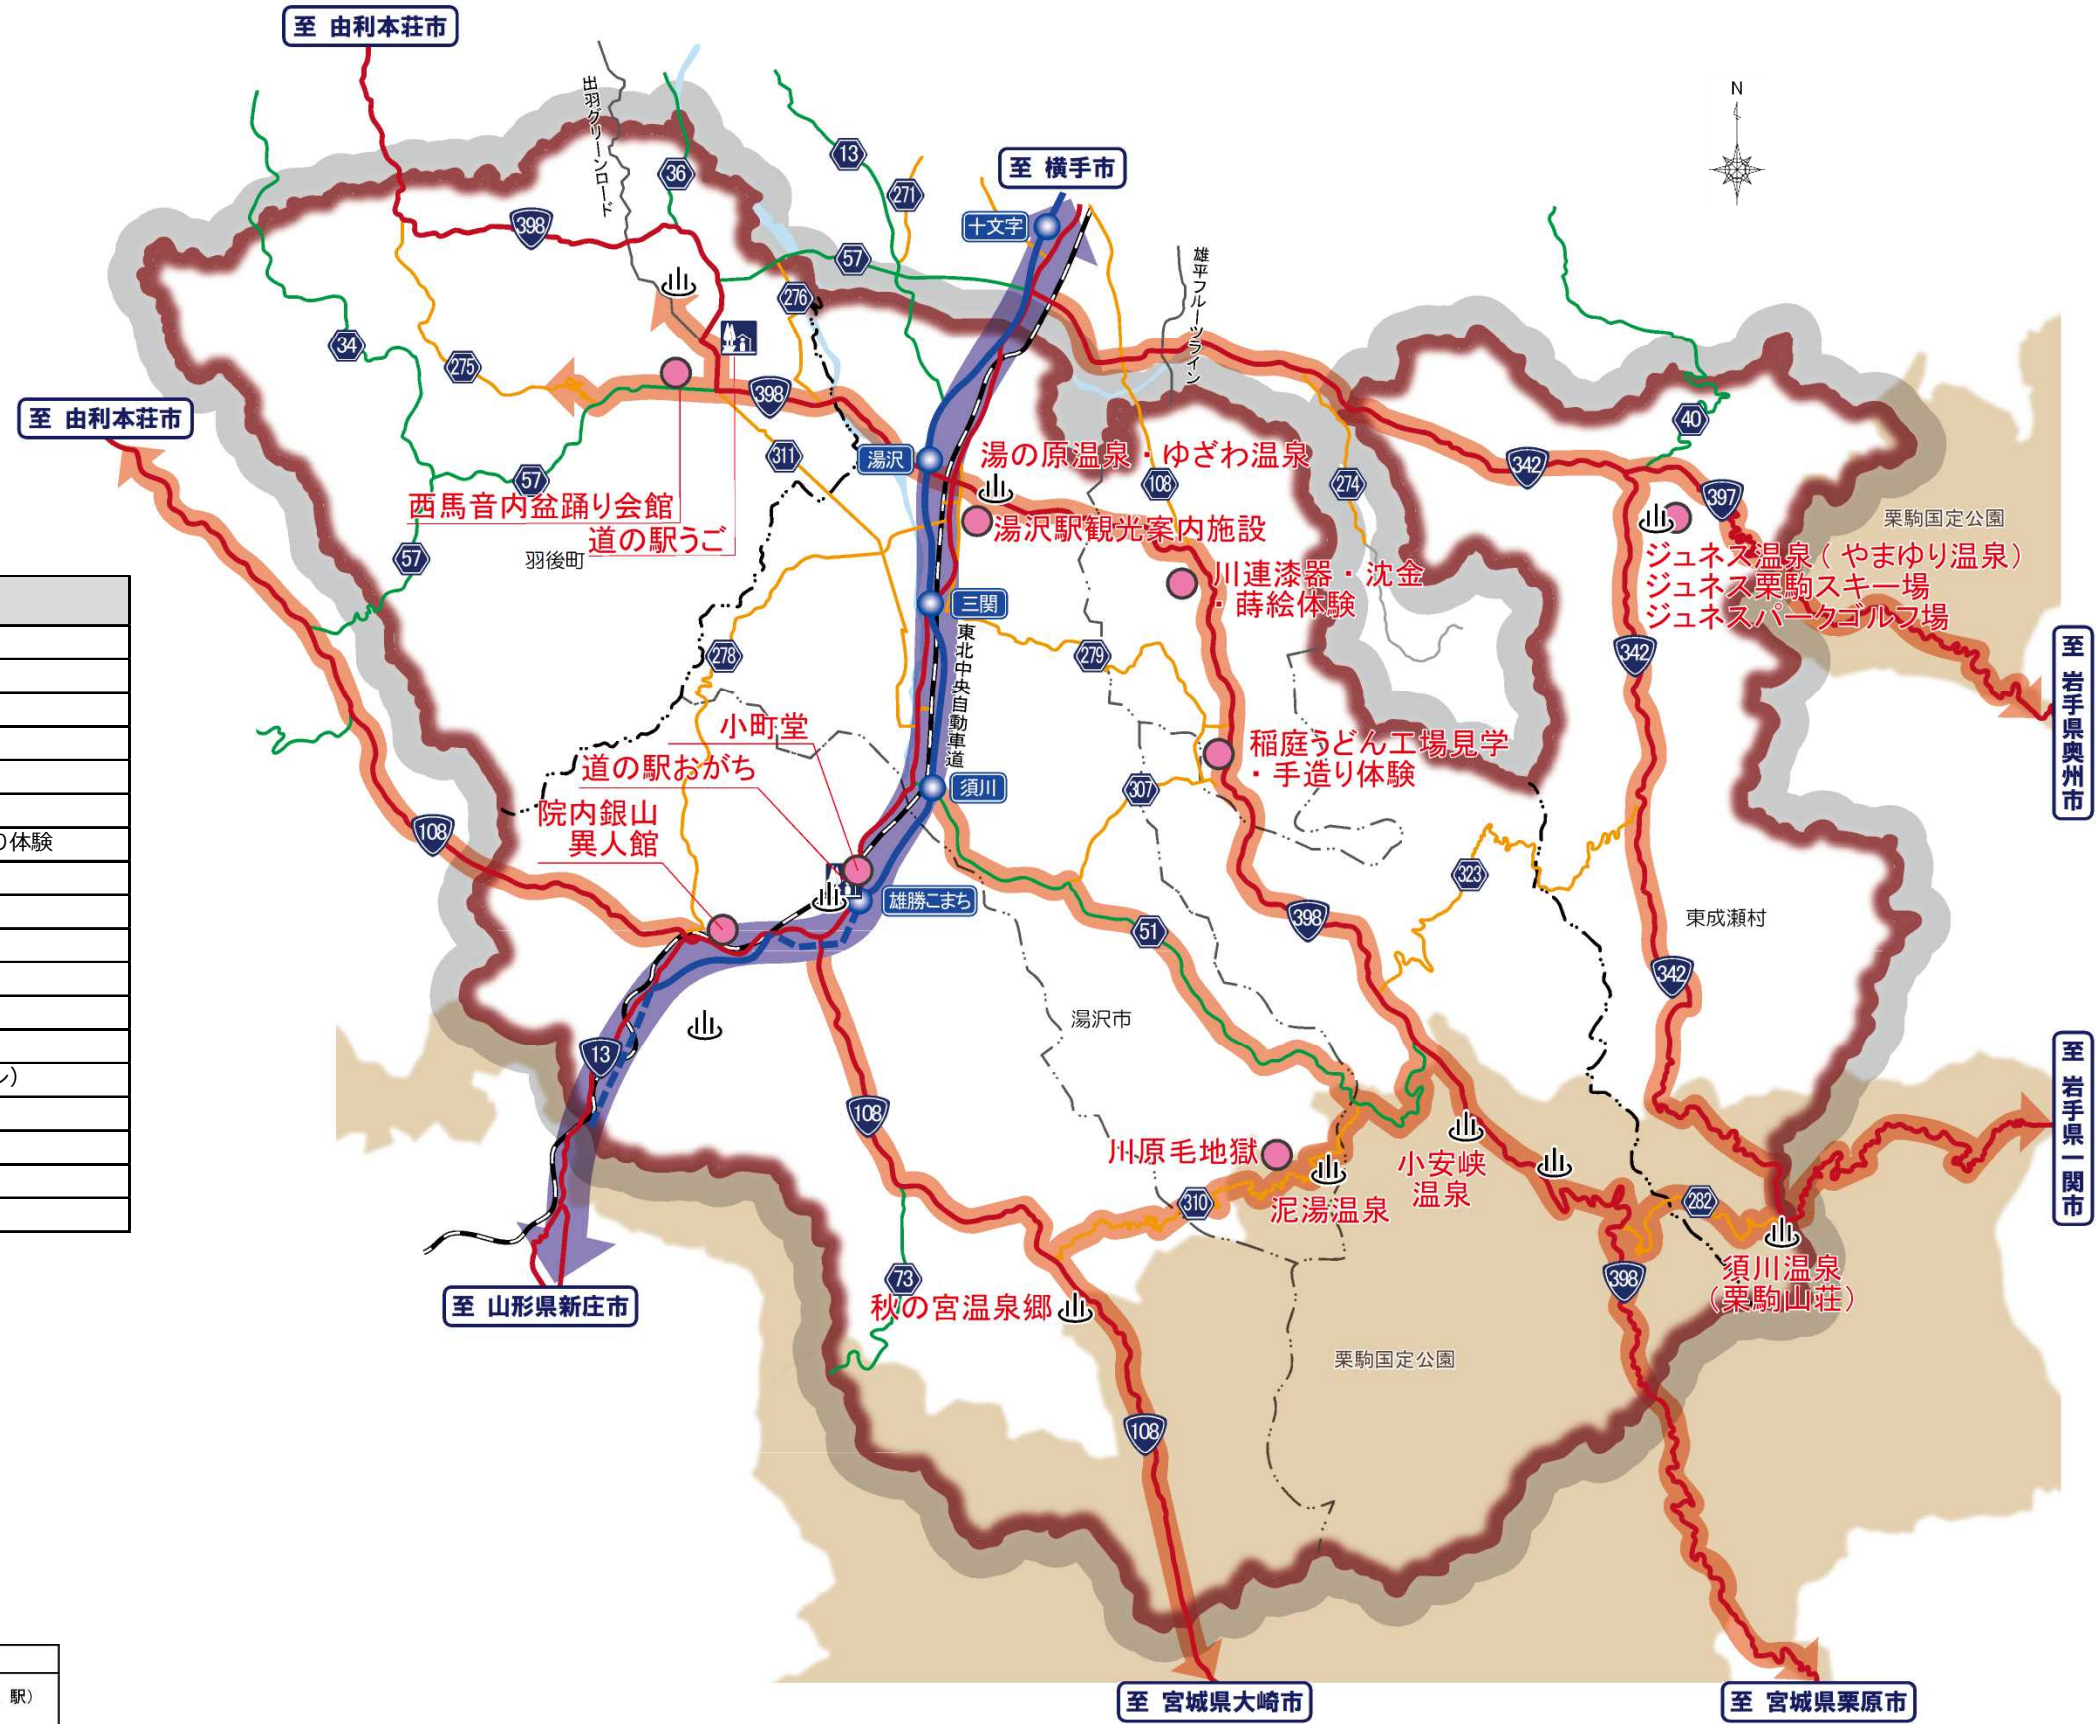 至 由利本荘市
出羽グリーンロード
36
13
271
至 横手市
十文字
N
398
57
276
雄平フルーツライン
34
275
398
至 由利本荘市
311
湯沢
湯の原温泉・ゆざわ温泉
108
274
342
40
397
栗駒国定公園
57
西馬音内盆踊り会館
道の駅うご
湯沢駅観光案内施設
57
羽後町
川連漆器・沈金
・蒔絵体験
ジュネス温泉（やまゆり温泉）
ジュネス栗駒スキー場
ジュネスパークゴルフ場
三関
東北中央自動車道
278
279
342
至 岩手県奥州市
小町堂
道の駅おがち
稲庭うどん工場見学
・手造り体験
須川
307
院内銀山
異人館
108
り体験
323
雄勝こまち
398
51
東成瀬村
342
湯沢市
13
至 岩手県一関市
ル）
108
川原毛地獄
小安峡
温泉
310
泥湯温泉
282
須川温泉
（栗駒山荘）
73
398
秋の宮温泉郷
至 山形県新庄市
栗駒国定公園
108
駅）
至 宮城県大崎市
至 宮城県栗原市